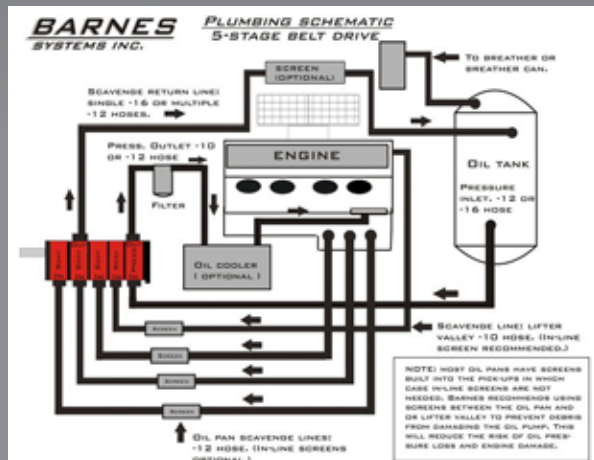 BARNES
SYSTEMS INC.
PLUMBING SCHEMATIC
5-STAGE BELT DRIVE
TO BREATHER OR
BREATHER CAN.
SCREEN
(OPTIONAL)
SCAVENGE RETURN LINE:
SINGLE -16 OR MULTIPLE
-12 HOSES.
PRESS. OUTLET -10
OR -12 HOSE
FILTER
ENGINE
OIL TANK
PRESSURE
INLET. -12 OR
-16 HOSE
OIL COOLER
( OPTIONAL )
SCREEN
SCREEN
SCREEN
SCREEN
SCAVENGE LINE: LIFTER
VALLEY -10 HOSE. (IN-LINE
SCREEN RECOMMENDED.)
OIL PAN SCAVENGE LINES:
-12 HOSE. (IN-LINE SCREENS
OPTIONAL )
NOTE: MOST OIL PANS HAVE SCREENS
BUILT INTO THE PICK-UPS IN WHICH
CASE IN-LINE SCREENS ARE NOT
NEEDED. BARNES RECOMMENDS USING
SCREENS BETWEEN THE OIL PAN AND
OR LIFTER VALLEY TO PREVENT DEBRIS
FROM DAMAGING THE OIL PUMP. THIS
WILL REDUCE THE RISK OF OIL PRES-
SURE LOSS AND ENGINE DAMAGE.